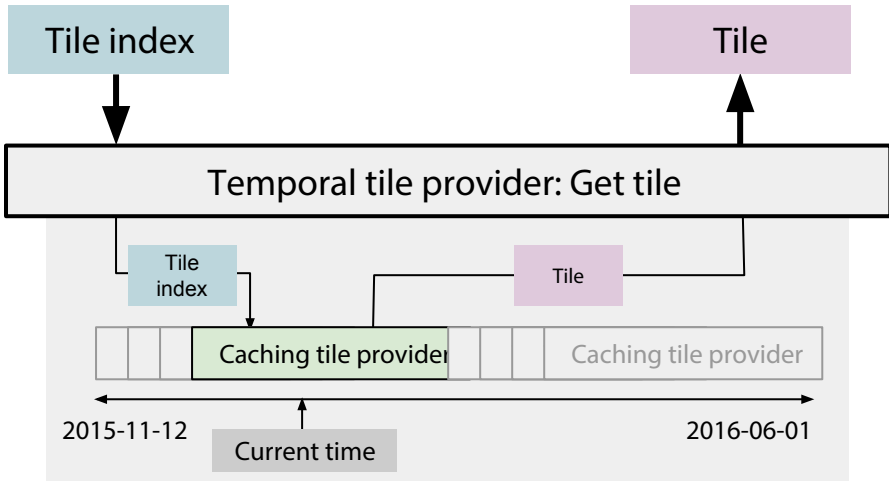 Tile index
Tile
Temporal tile provider: Get tile
Tile
index
Tile
Caching tile provider
Caching tile provider
2015-11-12
2016-06-01
Current time